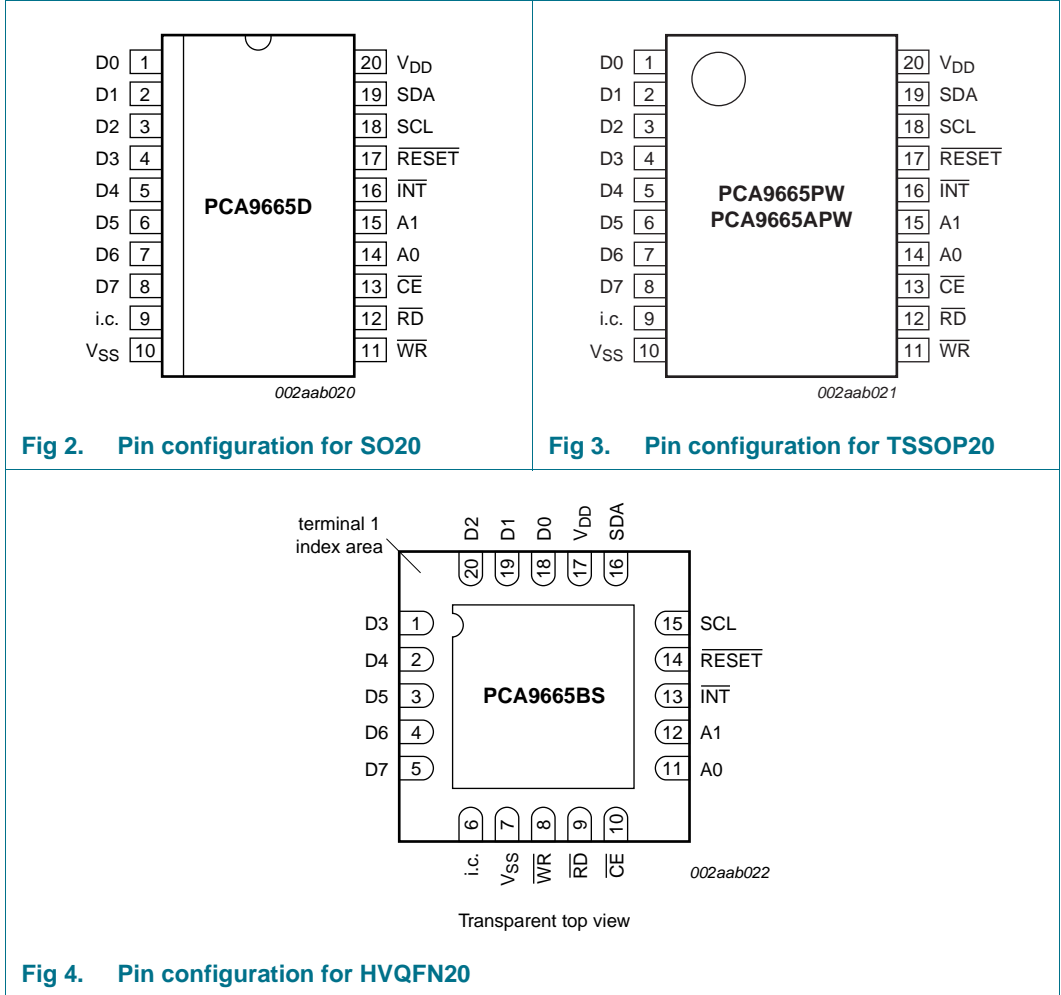 D0 1 20 VDD
D1 2 19 SDA
D2 3 18 SCL
D3 4 17 RESET
D4 5 16 INT
D5 6 15 A1
D6 7 14 A0
D7 8 13 CE
i.c. 9 12 RD
VSS 10 11 WR
PCA9665D
002aab020
Fig 2. Pin configuration for SO20
D0 1 20 VDD
D1 2 19 SDA
D2 3 18 SCL
D3 4 17 RESET
D4 5 16 INT
D5 6 15 A1
D6 7 14 A0
D7 8 13 CE
i.c. 9 12 RD
VSS 10 11 WR
PCA9665PW
PCA9665APW
002aab021
Fig 3. Pin configuration for TSSOP20
terminal 1
index area
D2 D1 D0 VDD SDA
20 19 18 17 16
D3 1 15 SCL
D4 2 14 RESET
D5 3 PCA9665BS 13 INT
D6 4 12 A1
D7 5 11 A0
6 7 8 9 10
i.c. VSS WR RD CE
002aab022
Transparent top view
Fig 4. Pin configuration for HVQFN20